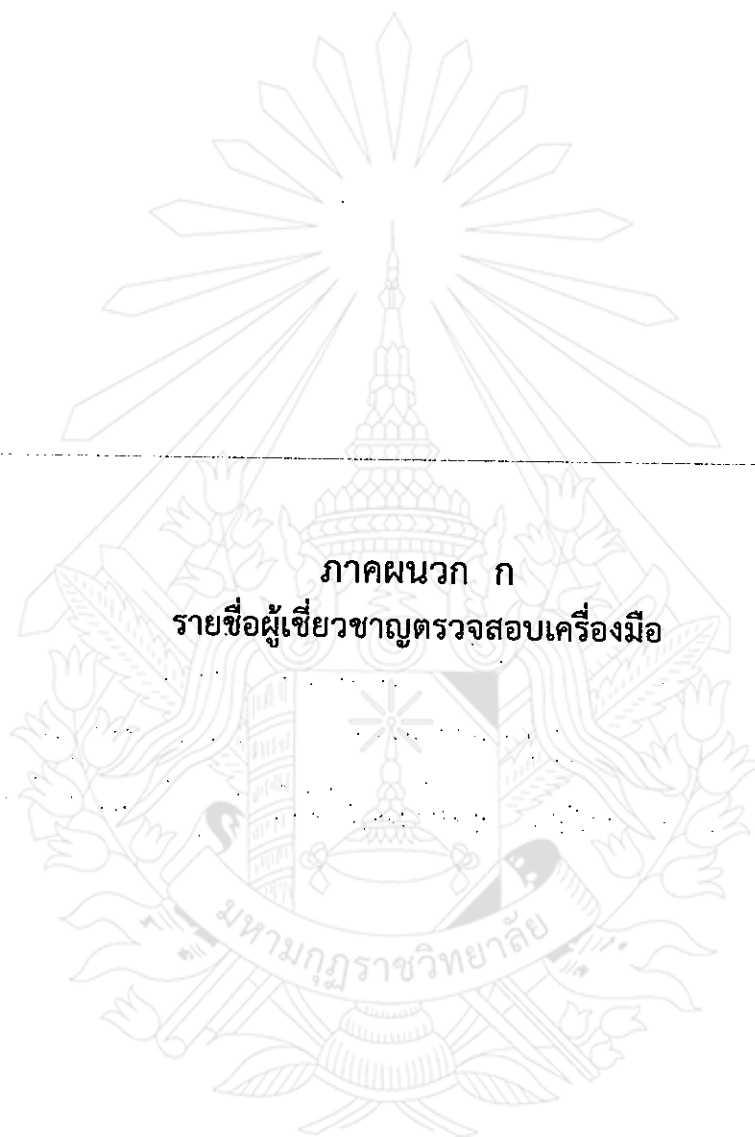 ภาคผนวก ก
รายชื่อผู้เชี่ยวชาญตรวจสอบเครื่องมือ
มหามกุฏราชวิทยาลัย